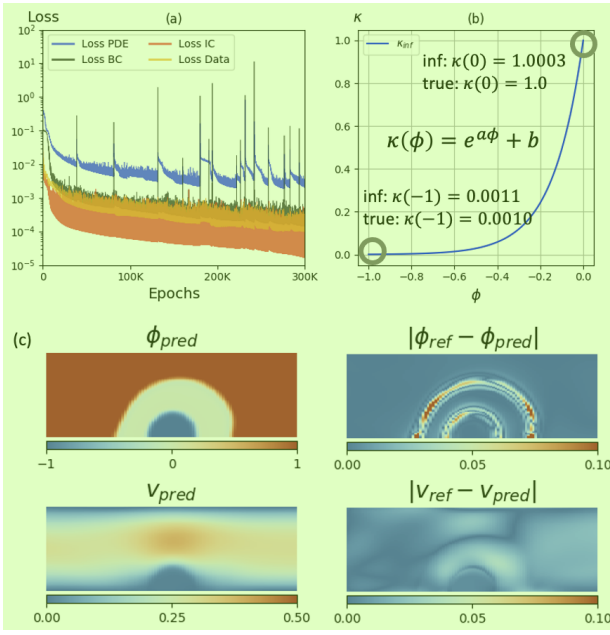 Loss
(a)
10^2
10^1
10^0
10^-1
10^-2
10^-3
10^-4
10^-5
Loss PDE
Loss IC
Loss BC
Loss Data
0
100K
200K
300K
Epochs
κ
(b)
κ_inf
1.0
0.8
0.6
0.4
0.2
0.0
inf: κ(0) = 1.0003
true: κ(0) = 1.0
κ(ϕ) = e^{aϕ} + b
inf: κ(−1) = 0.0011
true: κ(−1) = 0.0010
−1.0
−0.8
−0.6
−0.4
−0.2
0.0
ϕ
(c)
ϕ_pred
−1
0
1
|ϕ_ref − ϕ_pred|
0.00
0.05
0.10
v_pred
0.00
0.25
0.50
|v_ref − v_pred|
0.00
0.05
0.10